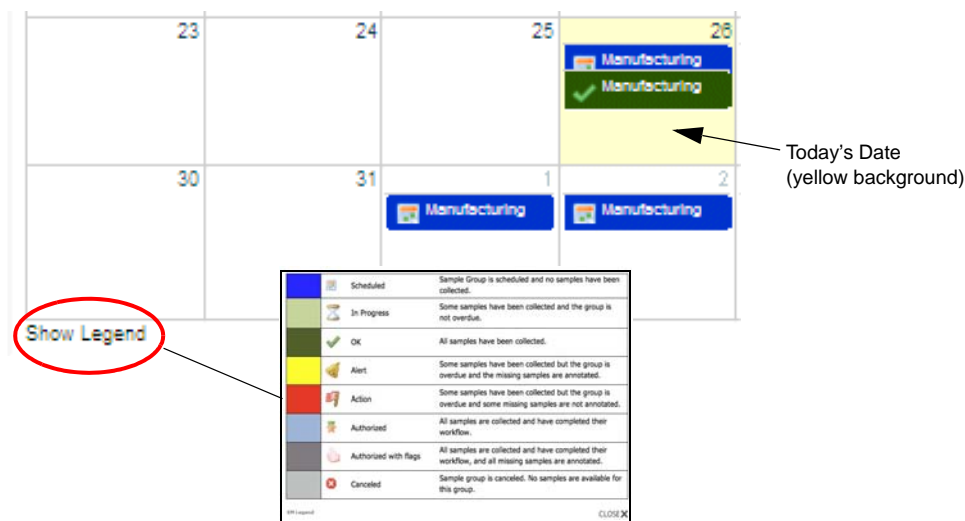 23 24 25 26
Manufacturing
Manufacturing
Today's Date
(yellow background)
30 31 1 2
Manufacturing Manufacturing
Show Legend
Scheduled Sample Group is scheduled and no samples have been
collected.
In Progress Some samples have been collected and the group is
not overdue.
OK All samples have been collected.
Alert Some samples have been collected but the group is
overdue and the missing samples are annotated.
Action Some samples have been collected but the group is
overdue and some missing samples are not annotated.
Authorized All samples are collected and have completed their
workflow.
Authorized with flags All samples are collected and have completed their
workflow, and all missing samples are annotated.
Canceled Sample group is canceled. No samples are available for
this group.
Legend CLOSE X